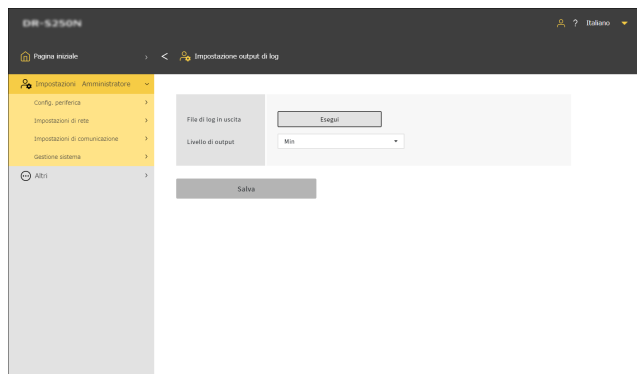 DR-S250N
? Italiano
Pagina iniziale
Impostazione output di log
Impostazioni Amministratore
Config. periferica
Impostazioni di rete
Impostazioni di comunicazione
Gestione sistema
Altri
File di log in uscita
Esegui
Livello di output
Min
Salva